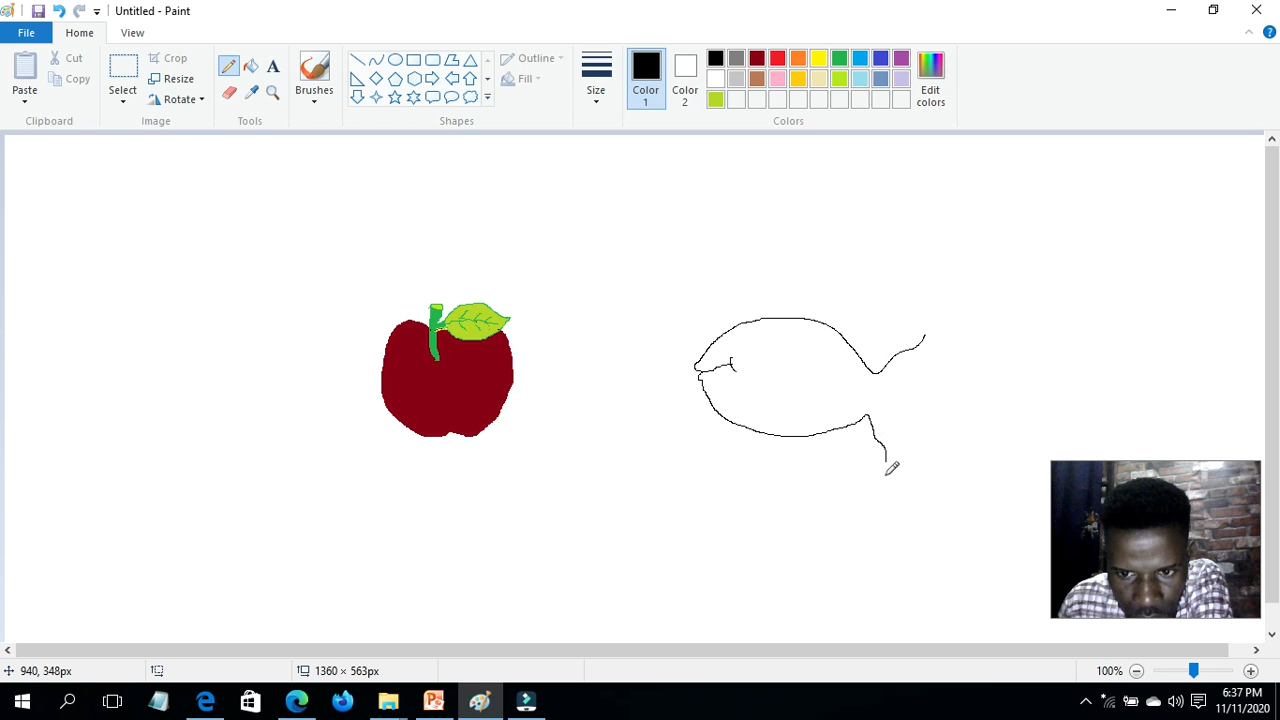 Untitled - Paint
File
Home
View
Paste
Cut
Copy
Clipboard
Select
Crop
Resize
Rotate
Image
A
Tools
Brushes
Outline
Fill
Shapes
Size
Color 1
Color 2
Edit colors
Colors
940, 348px
1360 × 563px
100%
6:37 PM
11/11/2020